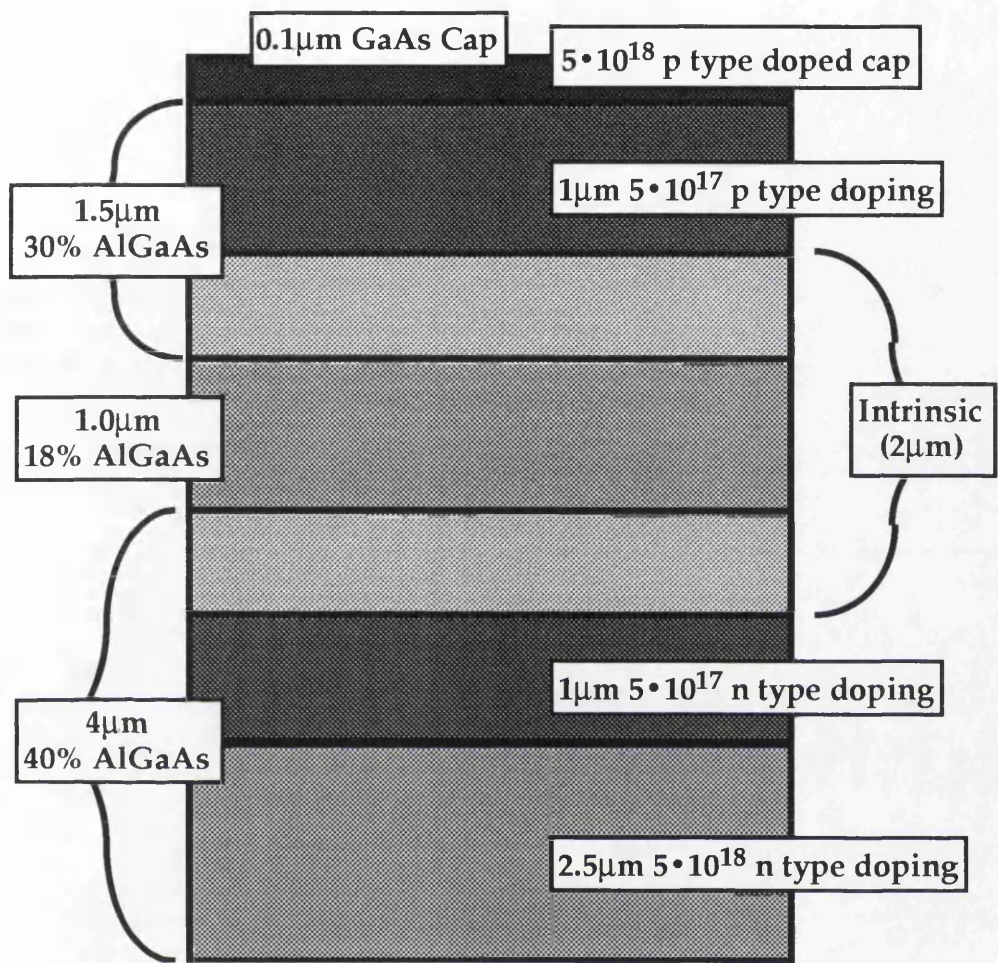 0.1μm GaAs Cap
5•10¹⁸ p type doped cap
1μm 5•10¹⁷ p type doping
1.5μm
30% AlGaAs
1.0μm
18% AlGaAs
Intrinsic
(2μm)
1μm 5•10¹⁷ n type doping
4μm
40% AlGaAs
2.5μm 5•10¹⁸ n type doping